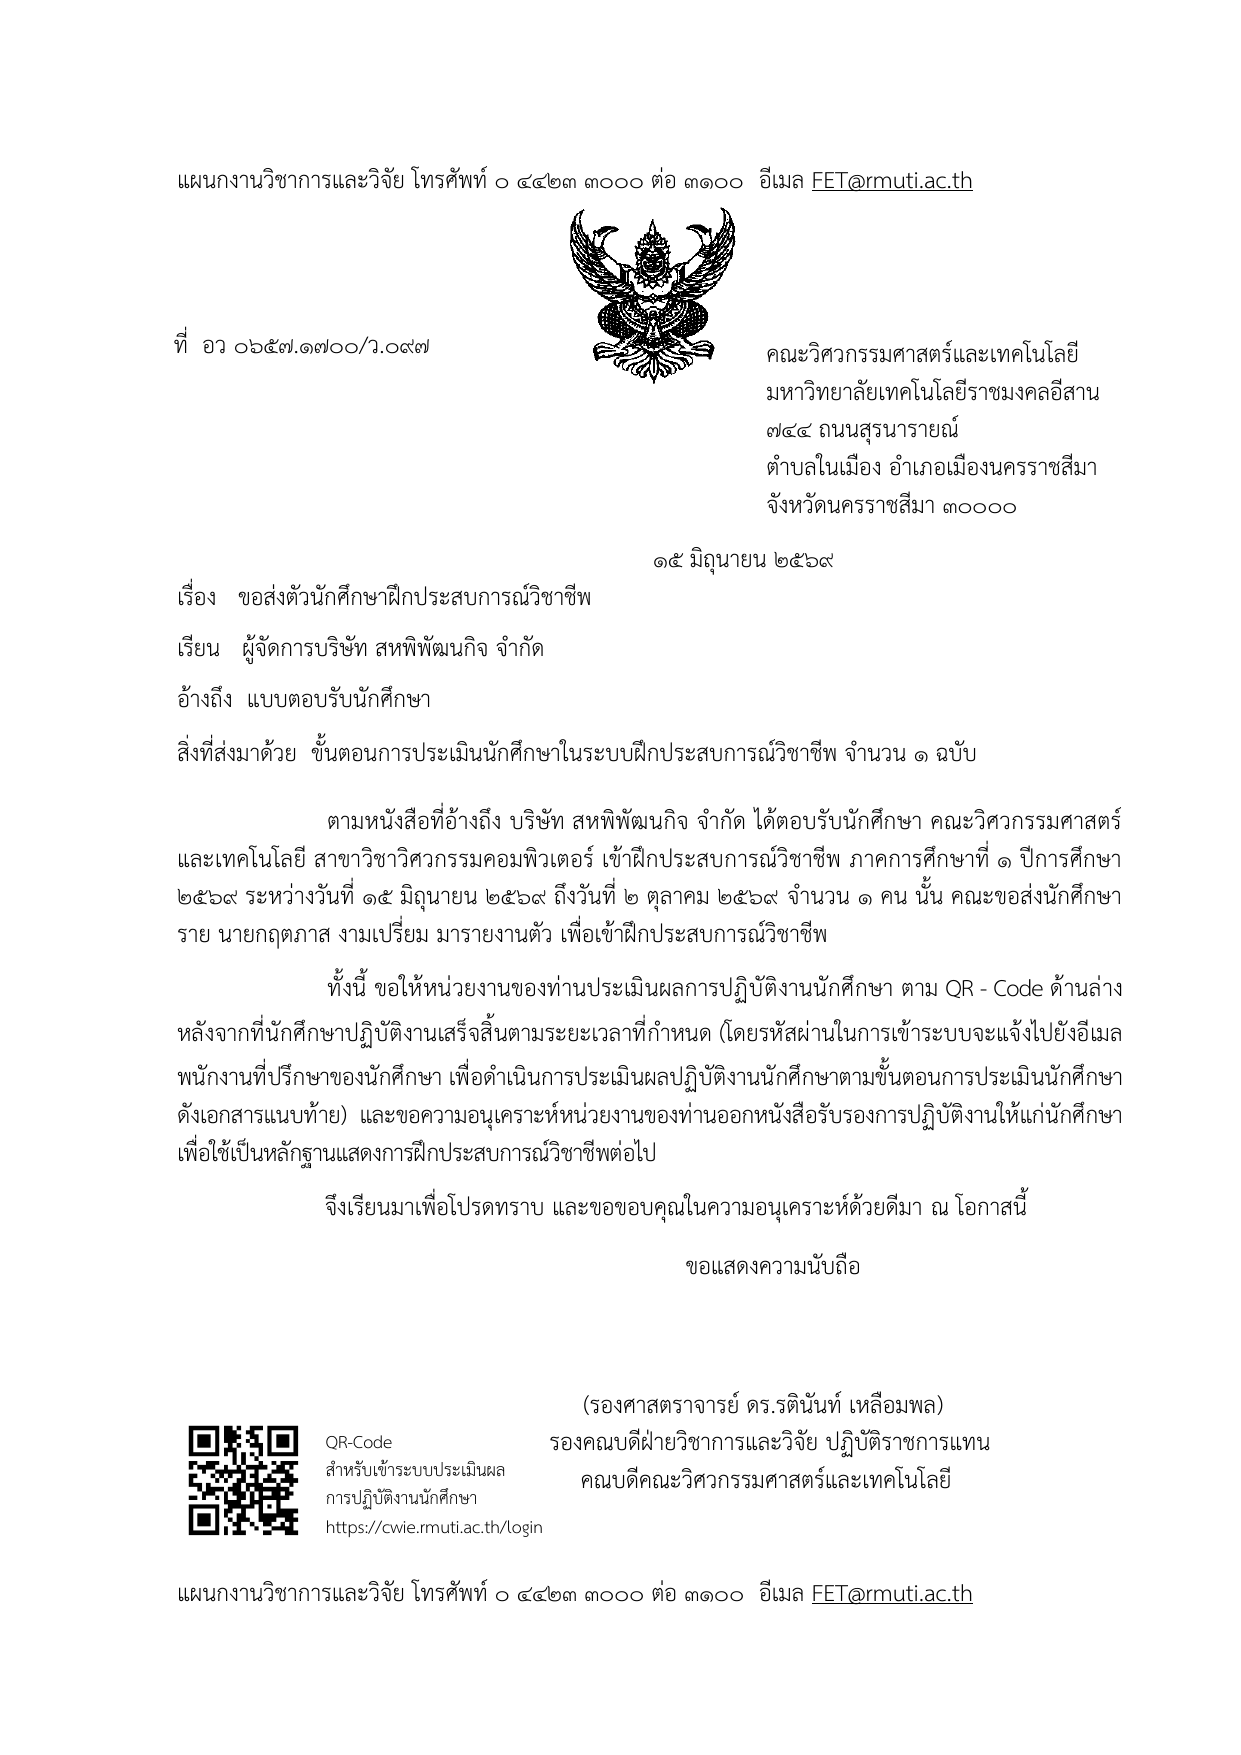 แผนกงานวิชาการและวิจัย โทรศัพท์ ๐ ๔๔๒๓ ๓๐๐๐ ต่อ ๓๑๐๐ อีเมล FET@rmuti.ac.th
ที่ อว ๐๖๕๗.๑๗๐๐/ว.๐๙๗
คณะวิศวกรรมศาสตร์และเทคโนโลยี
มหาวิทยาลัยเทคโนโลยีราชมงคลอีสาน
๗๔๔ ถนนสุรนารายณ์
ตำบลในเมือง อำเภอเมืองนครราชสีมา
จังหวัดนครราชสีมา ๓๐๐๐๐
๑๕ มิถุนายน ๒๕๖๙
เรื่อง ขอส่งตัวนักศึกษาฝึกประสบการณ์วิชาชีพ
เรียน ผู้จัดการบริษัท สหพิพัฒนกิจ จำกัด
อ้างถึง แบบตอบรับนักศึกษา
สิ่งที่ส่งมาด้วย ขั้นตอนการประเมินนักศึกษาในระบบฝึกประสบการณ์วิชาชีพ จำนวน ๑ ฉบับ
ตามหนังสือที่อ้างถึง บริษัท สหพิพัฒนกิจ จำกัด ได้ตอบรับนักศึกษา คณะวิศวกรรมศาสตร์
และเทคโนโลยี สาขาวิชาวิศวกรรมคอมพิวเตอร์ เข้าฝึกประสบการณ์วิชาชีพ ภาคการศึกษาที่ ๑ ปีการศึกษา
๒๕๖๙ ระหว่างวันที่ ๑๕ มิถุนายน ๒๕๖๙ ถึงวันที่ ๒ ตุลาคม ๒๕๖๙ จำนวน ๑ คน นั้น คณะขอส่งนักศึกษา
ราย นายกฤตภาส งามเปรี่ยม มารายงานตัว เพื่อเข้าฝึกประสบการณ์วิชาชีพ
ทั้งนี้ ขอให้หน่วยงานของท่านประเมินผลการปฏิบัติงานนักศึกษา ตาม QR - Code ด้านล่าง
หลังจากที่นักศึกษาปฏิบัติงานเสร็จสิ้นตามระยะเวลาที่กำหนด (โดยรหัสผ่านในการเข้าระบบจะแจ้งไปยังอีเมล
พนักงานที่ปรึกษาของนักศึกษา เพื่อดำเนินการประเมินผลปฏิบัติงานนักศึกษาตามขั้นตอนการประเมินนักศึกษา
ดังเอกสารแนบท้าย) และขอความอนุเคราะห์หน่วยงานของท่านออกหนังสือรับรองการปฏิบัติงานให้แก่นักศึกษา
เพื่อใช้เป็นหลักฐานแสดงการฝึกประสบการณ์วิชาชีพต่อไป
จึงเรียนมาเพื่อโปรดทราบ และขอขอบคุณในความอนุเคราะห์ด้วยดีมา ณ โอกาสนี้
ขอแสดงความนับถือ
(รองศาสตราจารย์ ดร.รตินันท์ เหลือมพล)
รองคณบดีฝ่ายวิชาการและวิจัย ปฏิบัติราชการแทน
คณบดีคณะวิศวกรรมศาสตร์และเทคโนโลยี
QR-Code
สำหรับเข้าระบบประเมินผล
การปฏิบัติงานนักศึกษา
https://cwie.rmuti.ac.th/login
แผนกงานวิชาการและวิจัย โทรศัพท์ ๐ ๔๔๒๓ ๓๐๐๐ ต่อ ๓๑๐๐ อีเมล FET@rmuti.ac.th